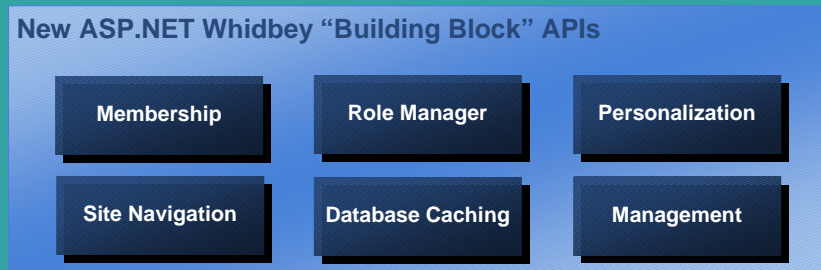 New ASP.NET Whidbey “Building Block” APIs
Membership
Role Manager
Personalization
Site Navigation
Database Caching
Management